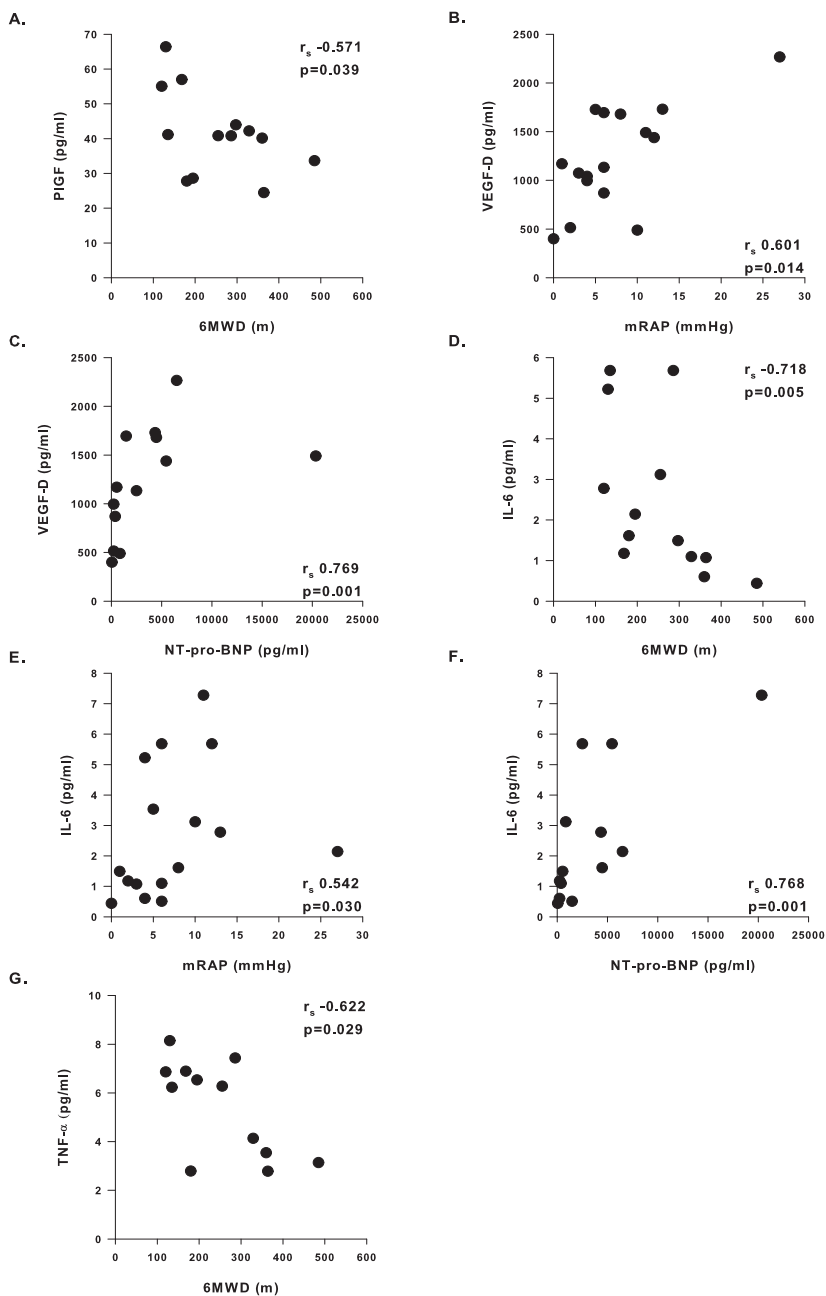 A.
r_s -0.571
p=0.039
70
60
50
40
30
20
10
0
PlGF (pg/ml)
0 100 200 300 400 500 600
6MWD (m)
B.
2500
2000
1500
1000
500
0
VEGF-D (pg/ml)
r_s 0.601
p=0.014
0 5 10 15 20 25 30
mRAP (mmHg)
C.
2500
2000
1500
1000
500
0
VEGF-D (pg/ml)
r_s 0.769
p=0.001
0 5000 10000 15000 20000 25000
NT-pro-BNP (pg/ml)
D.
r_s -0.718
p=0.005
6
5
4
3
2
1
0
IL-6 (pg/ml)
0 100 200 300 400 500 600
6MWD (m)
E.
8
7
6
5
4
3
2
1
0
IL-6 (pg/ml)
r_s 0.542
p=0.030
0 5 10 15 20 25 30
mRAP (mmHg)
F.
8
7
6
5
4
3
2
1
0
IL-6 (pg/ml)
r_s 0.768
p=0.001
0 5000 10000 15000 20000 25000
NT-pro-BNP (pg/ml)
G.
r_s -0.622
p=0.029
10
8
6
4
2
0
TNF-α (pg/ml)
0 100 200 300 400 500 600
6MWD (m)